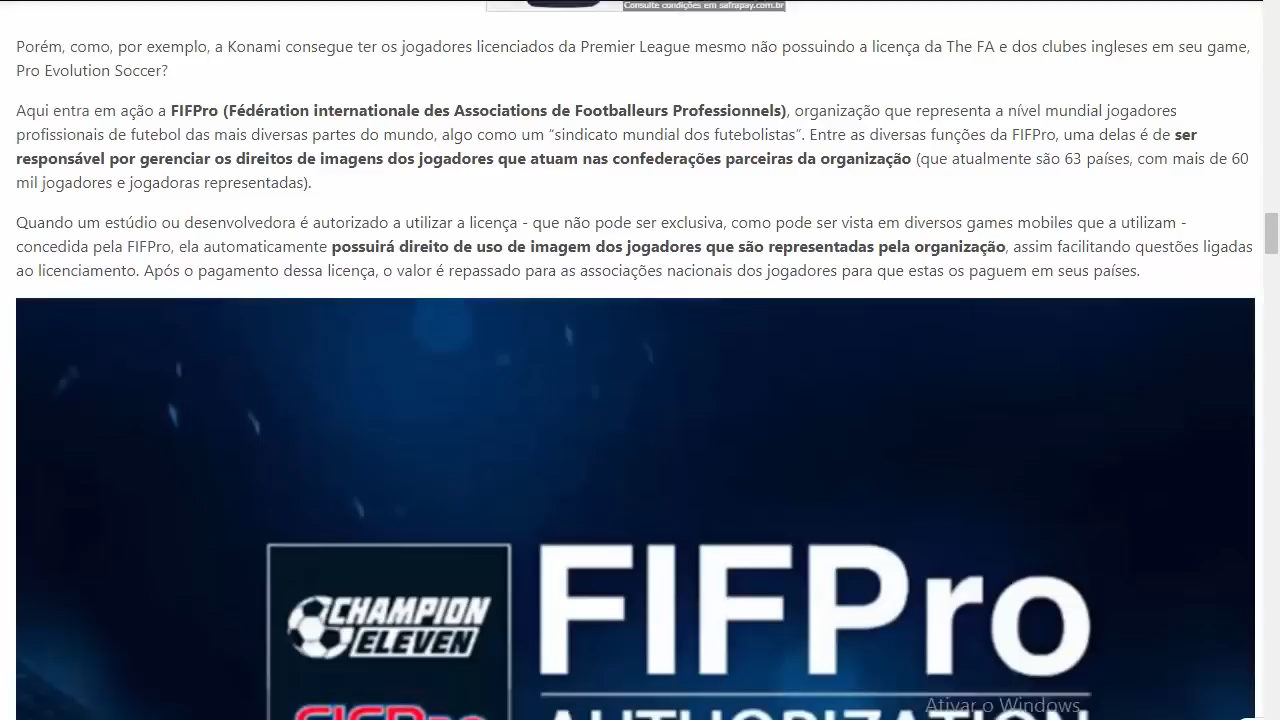 Consulte condições em safrapay.com.br
Porém, como, por exemplo, a Konami consegue ter os jogadores licenciados da Premier League mesmo não possuindo a licença da The FA e dos clubes ingleses em seu game,
Pro Evolution Soccer?
Aqui entra em ação a FIFPro (Fédération internationale des Associations de Footballeurs Professionnels), organização que representa a nível mundial jogadores
profissionais de futebol das mais diversas partes do mundo, algo como um “sindicato mundial dos futebolistas”. Entre as diversas funções da FIFPro, uma delas é de ser
responsável por gerenciar os direitos de imagens dos jogadores que atuam nas confederações parceiras da organização (que atualmente são 63 países, com mais de 60
mil jogadores e jogadoras representadas).
Quando um estúdio ou desenvolvedora é autorizado a utilizar a licença - que não pode ser exclusiva, como pode ser vista em diversos games mobiles que a utilizam -
concedida pela FIFPro, ela automaticamente possuirá direito de uso de imagem dos jogadores que são representadas pela organização, assim facilitando questões ligadas
ao licenciamento. Após o pagamento dessa licença, o valor é repassado para as associações nacionais dos jogadores para que estas os paguem em seus países.
CHAMPION
ELEVEN
FIFPro
FIFPro
AUTHORIZATION
Ativar o Windows